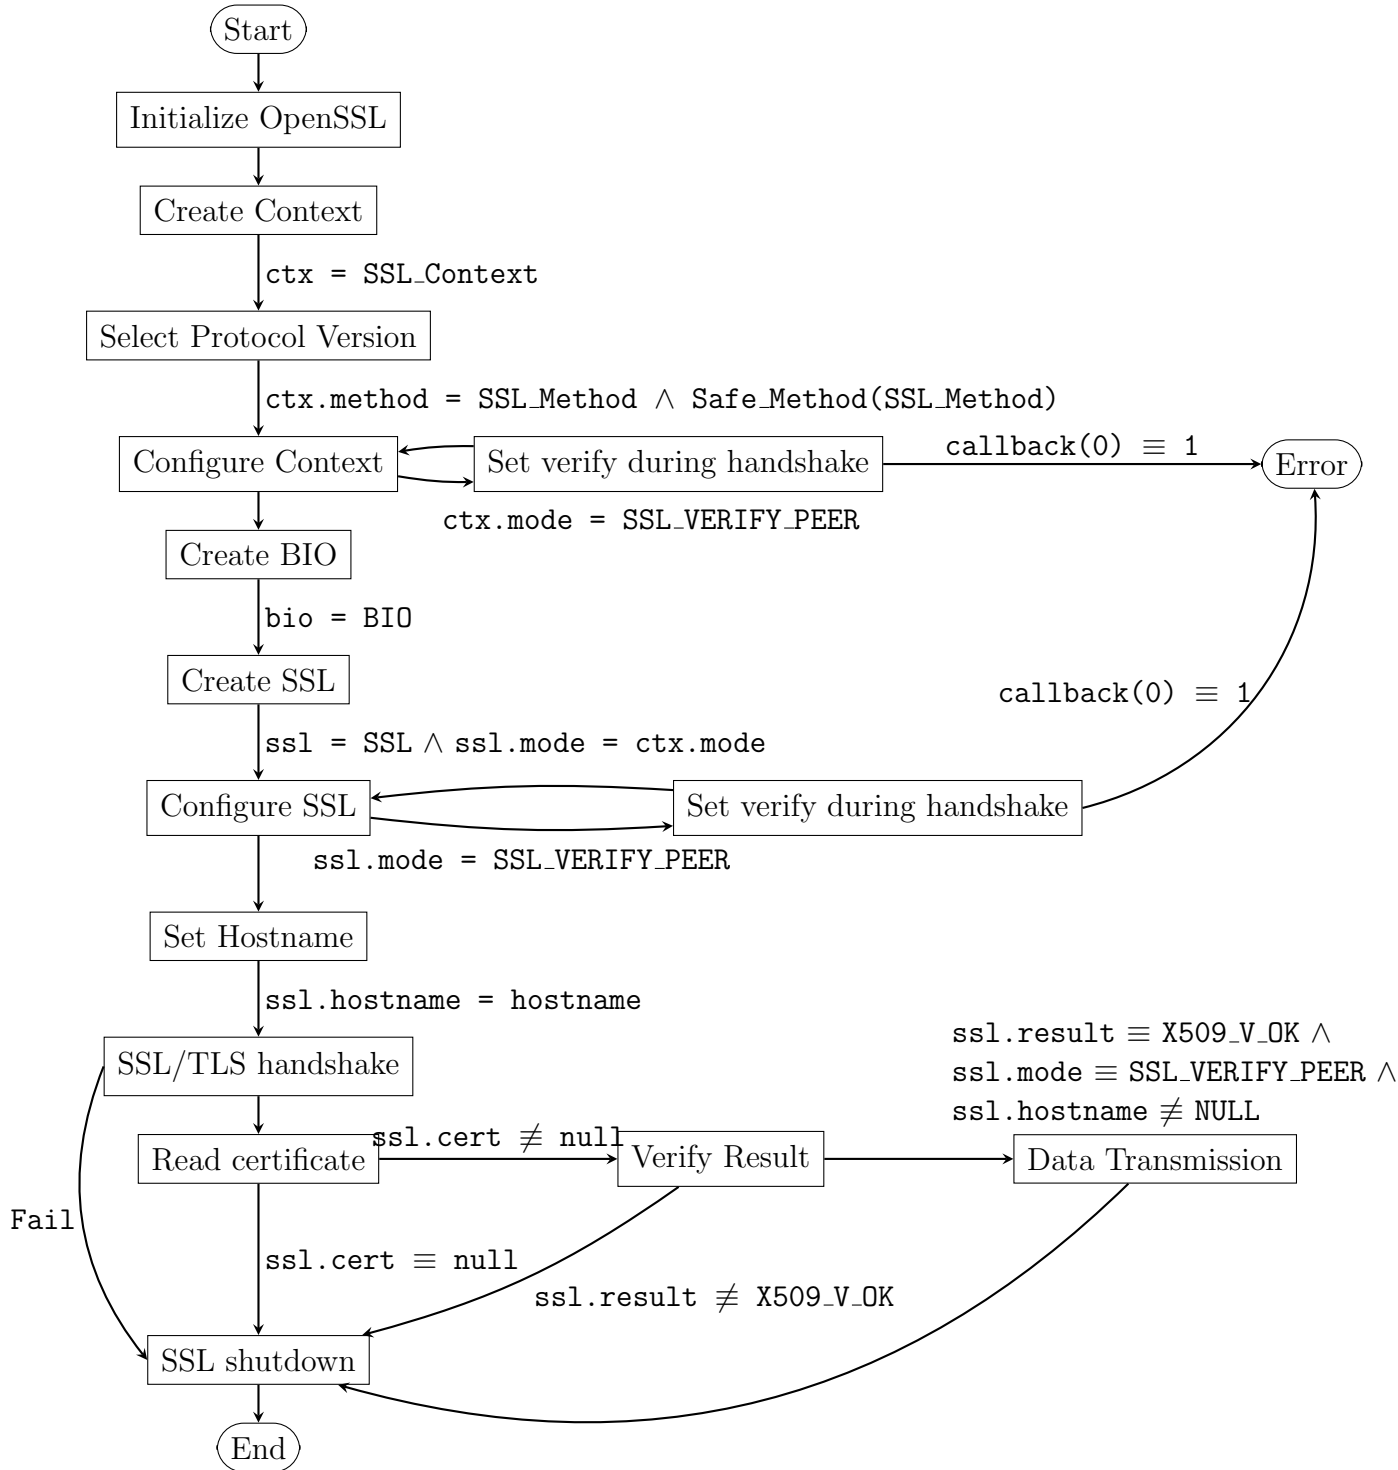 Start
Initialize OpenSSL
Create Context
ctx = SSL_Context
Select Protocol Version
ctx.method = SSL_Method ∧ Safe_Method(SSL_Method)
Configure Context
Set verify during handshake
callback(0) ≡ 1
Error
ctx.mode = SSL_VERIFY_PEER
Create BIO
bio = BIO
Create SSL
callback(0) ≡ 1
ssl = SSL ∧ ssl.mode = ctx.mode
Configure SSL
Set verify during handshake
ssl.mode = SSL_VERIFY_PEER
Set Hostname
ssl.hostname = hostname
SSL/TLS handshake
ssl.result ≡ X509_V_OK ∧
ssl.mode ≡ SSL_VERIFY_PEER ∧
ssl.hostname ≢ NULL
Read certificate
ssl.cert ≢ null
Verify Result
Data Transmission
Fail
ssl.cert ≡ null
ssl.result ≢ X509_V_OK
SSL shutdown
End